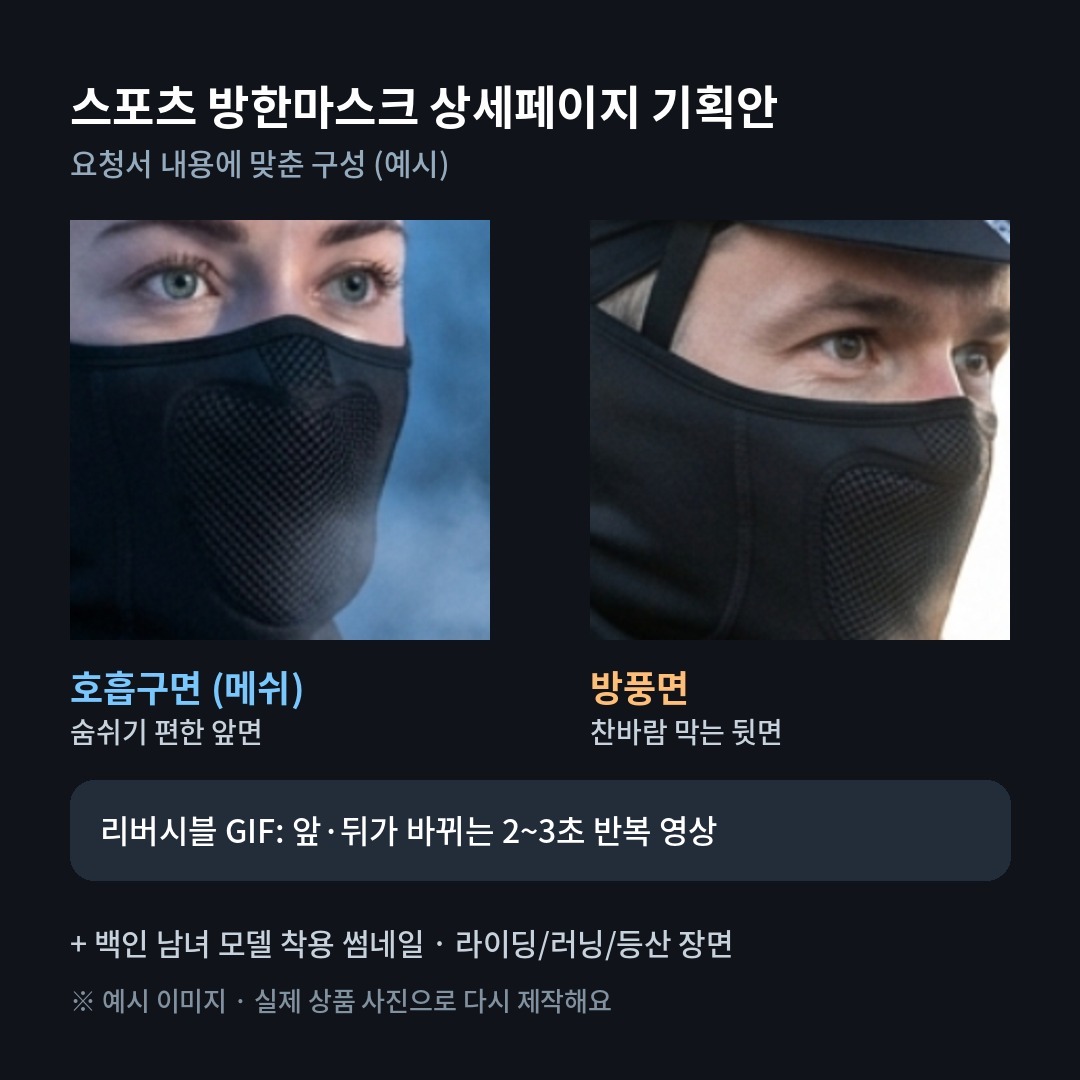 스포츠 방한마스크 상세페이지 기획안
요청서 내용에 맞춘 구성 (예시)
호흡구면 (메쉬)
숨쉬기 편한 앞면
방풍면
찬바람 막는 뒷면
리버시블 GIF: 앞·뒤가 바뀌는 2~3초 반복 영상
+ 백인 남녀 모델 착용 썸네일 · 라이딩/러닝/등산 장면
※ 예시 이미지 · 실제 상품 사진으로 다시 제작해요